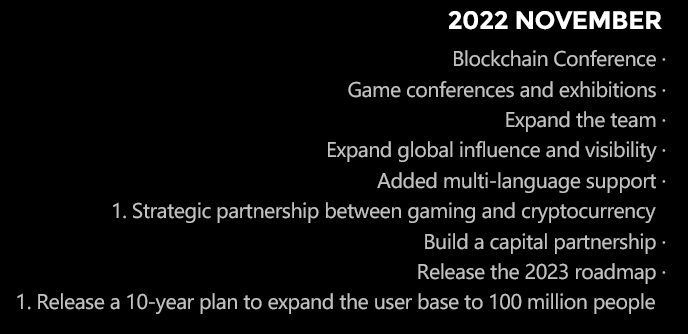 2022 NOVEMBER
Blockchain Conference ·
Game conferences and exhibitions ·
Expand the team ·
Expand global influence and visibility ·
Added multi-language support ·
1. Strategic partnership between gaming and cryptocurrency
Build a capital partnership ·
Release the 2023 roadmap ·
1. Release a 10-year plan to expand the user base to 100 million people